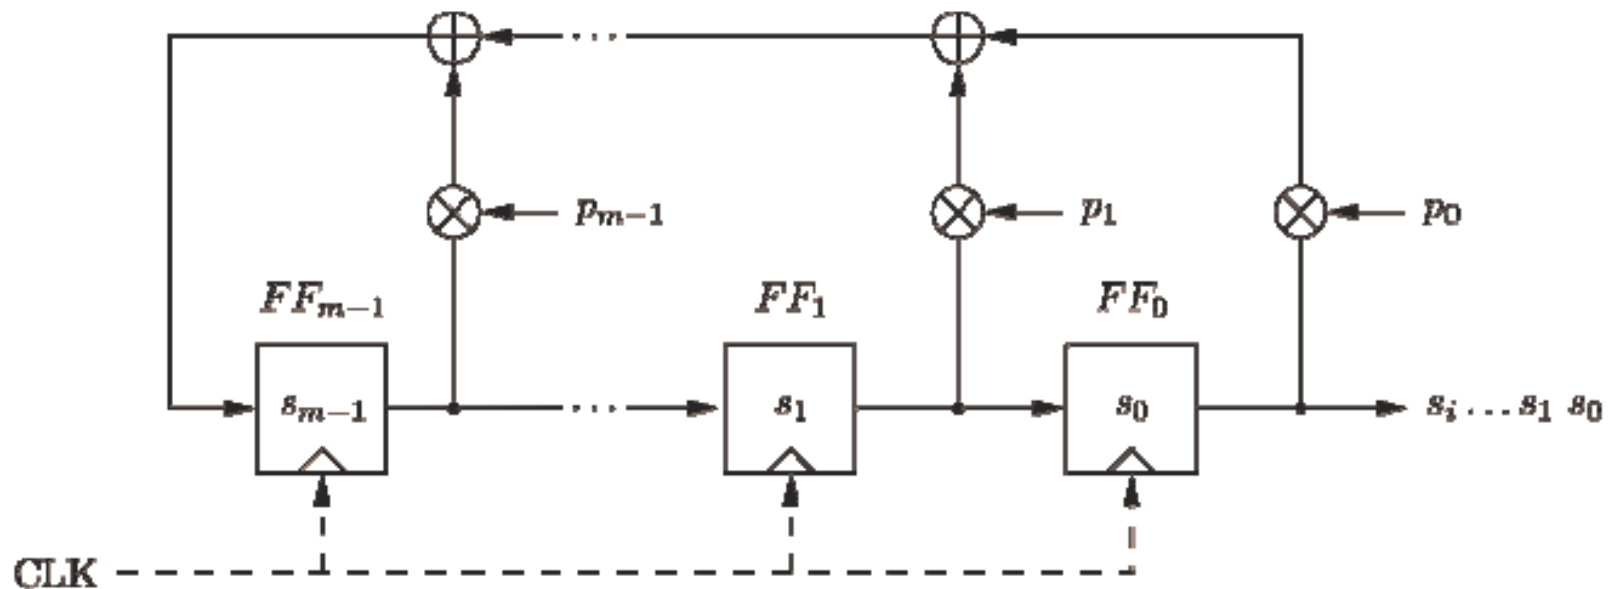 · · ·
p_{m−1} p_1 p_0
FF_{m−1} FF_1 FF_0
s_{m−1} · · · s_1 s_0 s_i . . . s_1 s_0
CLK